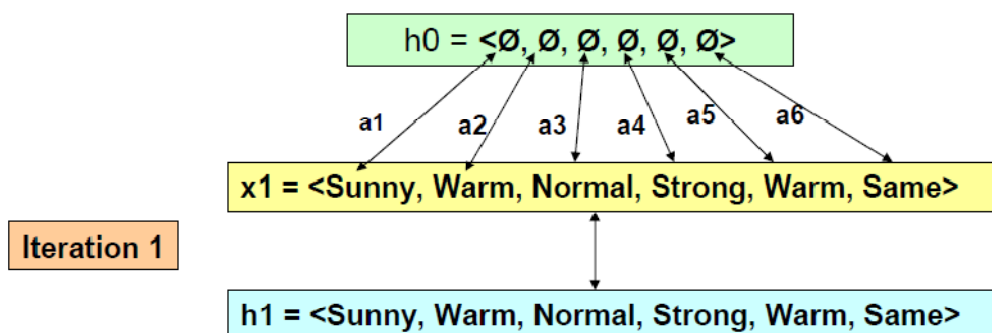 h0 = <Ø, Ø, Ø, Ø, Ø, Ø>
a1 a2 a3 a4 a5 a6
x1 = <Sunny, Warm, Normal, Strong, Warm, Same>
Iteration 1
h1 = <Sunny, Warm, Normal, Strong, Warm, Same>